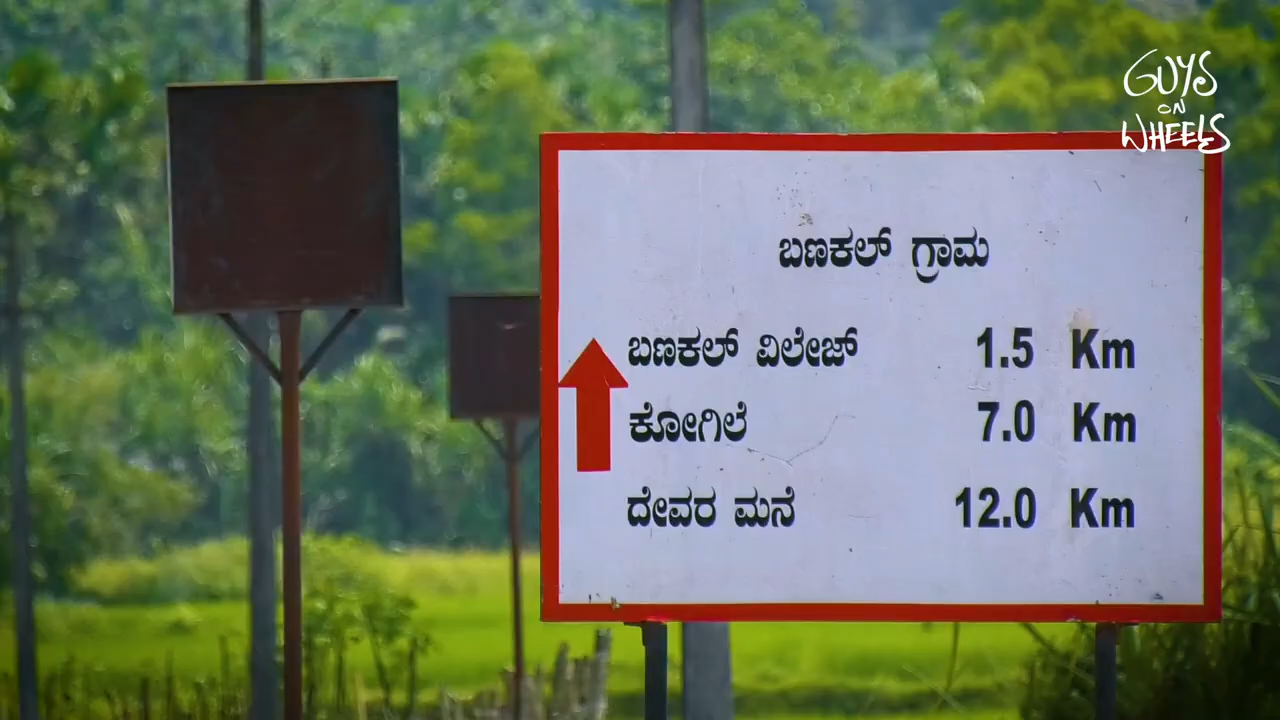 GUYS
ON
WHEELS
ಬಣಕಲ್ ಗ್ರಾಮ
ಬಣಕಲ್ ವಿಲೇಜ್ 1.5 Km
ಕೋಗಿಲೆ 7.0 Km
ದೇವರ ಮನೆ 12.0 Km